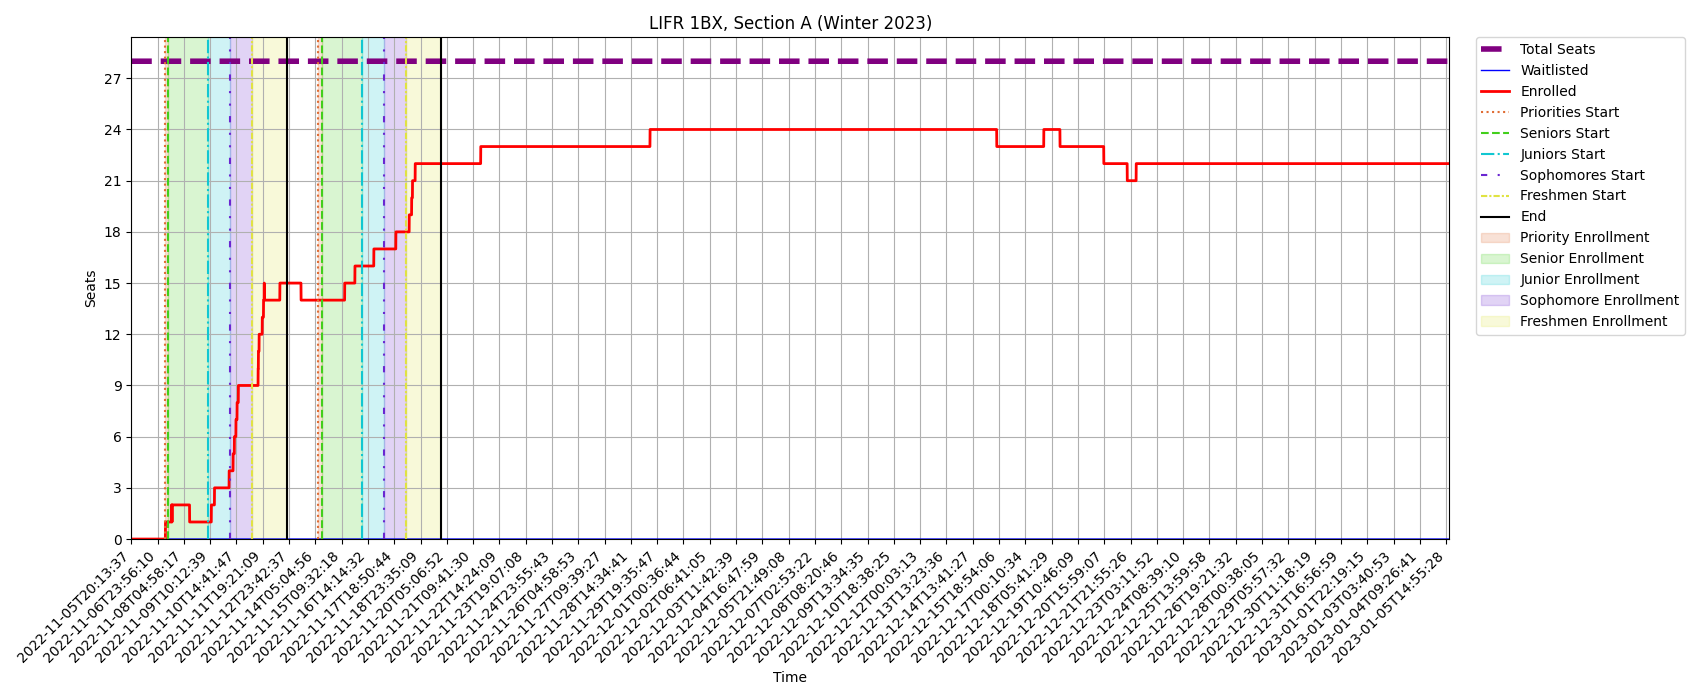 LIFR 1BX, Section A (Winter 2023)
Total Seats
Waitlisted
Enrolled
Priorities Start
Seniors Start
Juniors Start
Sophomores Start
Freshmen Start
End
Priority Enrollment
Senior Enrollment
Junior Enrollment
Sophomore Enrollment
Freshmen Enrollment
Seats
27
24
21
18
15
12
9
6
3
0
2022-11-05T20:13:37
2022-11-06T23:56:10
2022-11-08T04:58:17
2022-11-09T10:12:39
2022-11-10T14:41:47
2022-11-11T19:21:09
2022-11-12T23:42:37
2022-11-14T05:04:56
2022-11-15T09:32:18
2022-11-16T14:14:32
2022-11-17T18:50:44
2022-11-18T23:35:09
2022-11-20T05:06:52
2022-11-21T09:41:30
2022-11-22T14:24:09
2022-11-23T19:07:08
2022-11-24T23:55:43
2022-11-26T04:58:53
2022-11-27T09:39:27
2022-11-28T14:34:41
2022-11-29T19:35:47
2022-12-01T00:36:44
2022-12-02T06:41:05
2022-12-03T11:42:39
2022-12-04T16:47:59
2022-12-05T21:49:08
2022-12-07T02:53:22
2022-12-08T08:20:46
2022-12-09T13:34:35
2022-12-10T18:38:25
2022-12-12T00:03:13
2022-12-13T13:23:36
2022-12-14T13:41:27
2022-12-15T18:54:06
2022-12-17T00:10:34
2022-12-18T05:41:29
2022-12-19T10:46:09
2022-12-20T15:59:07
2022-12-21T21:55:26
2022-12-23T03:11:52
2022-12-24T08:39:10
2022-12-25T13:59:58
2022-12-26T19:21:32
2022-12-28T00:38:05
2022-12-29T05:57:32
2022-12-30T11:18:19
2022-12-31T16:56:59
2023-01-01T22:19:15
2023-01-03T03:40:53
2023-01-04T09:26:41
2023-01-05T14:55:28
Time